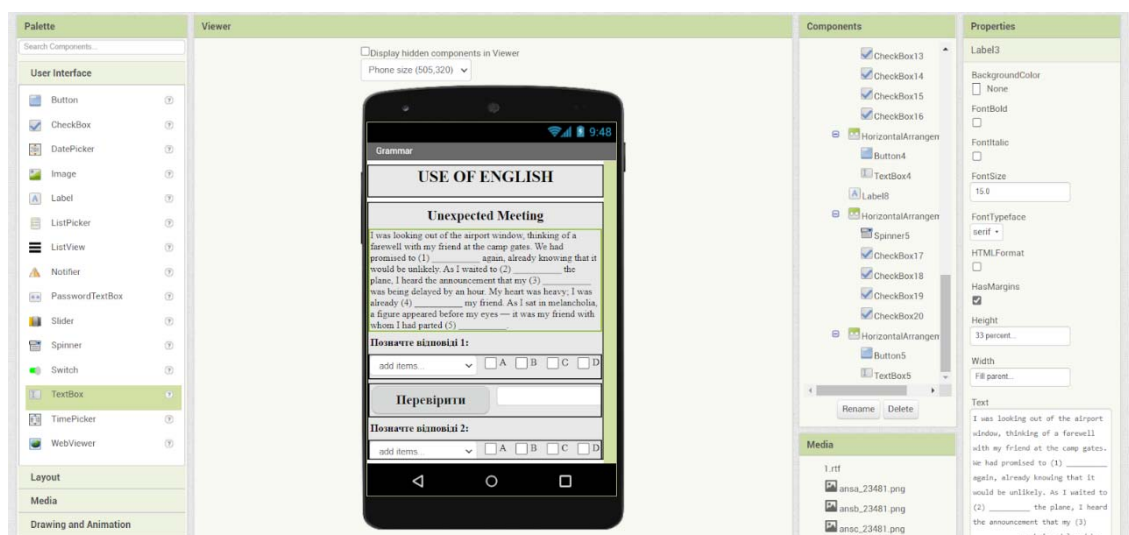 Palette
Search Components...
User Interface
Button
CheckBox
DatePicker
Image
Label
ListPicker
ListView
Notifier
PasswordTextBox
Slider
Spinner
Switch
TextBox
TimePicker
WebViewer
Layout
Media
Drawing and Animation
Viewer
Display hidden components in Viewer
Phone size (505,320)
9:48
Grammar
USE OF ENGLISH
Unexpected Meeting
I was looking out of the airport window, thinking of a
farewell with my friend at the camp gates. We had
promised to (1) __________ again, already knowing that it
would be unlikely. As I waited to (2) __________ the
plane, I heard the announcement that my (3) __________
was being delayed by an hour. My heart was heavy; I was
already (4) __________ my friend. As I sat in melancholia,
a figure appeared before my eyes — it was my friend with
whom I had parted (5) __________.
Позначте відповіді 1:
add items... A B C D
Перевірити
Позначте відповіді 2:
add items... A B C D
Components
CheckBox13
CheckBox14
CheckBox15
CheckBox16
HorizontalArrangen
Button4
TextBox4
Label8
HorizontalArrangen
Spinner5
CheckBox17
CheckBox18
CheckBox19
CheckBox20
HorizontalArrangen
Button5
TextBox5
Rename Delete
Media
1.rtf
ansa_23481.png
ansb_23481.png
ansc_23481.png
Properties
Label3
BackgroundColor
None
FontBold
FontItalic
FontSize
15.0
FontTypeface
serif
HTMLFormat
HasMargins
Height
33 percent...
Width
Fill parent...
Text
I was looking out of the airport
window, thinking of a farewell
with my friend at the camp gates.
We had promised to (1) _________
again, already knowing that it
would be unlikely. As I waited to
(2) _________ the plane, I heard
the announcement that my (3)